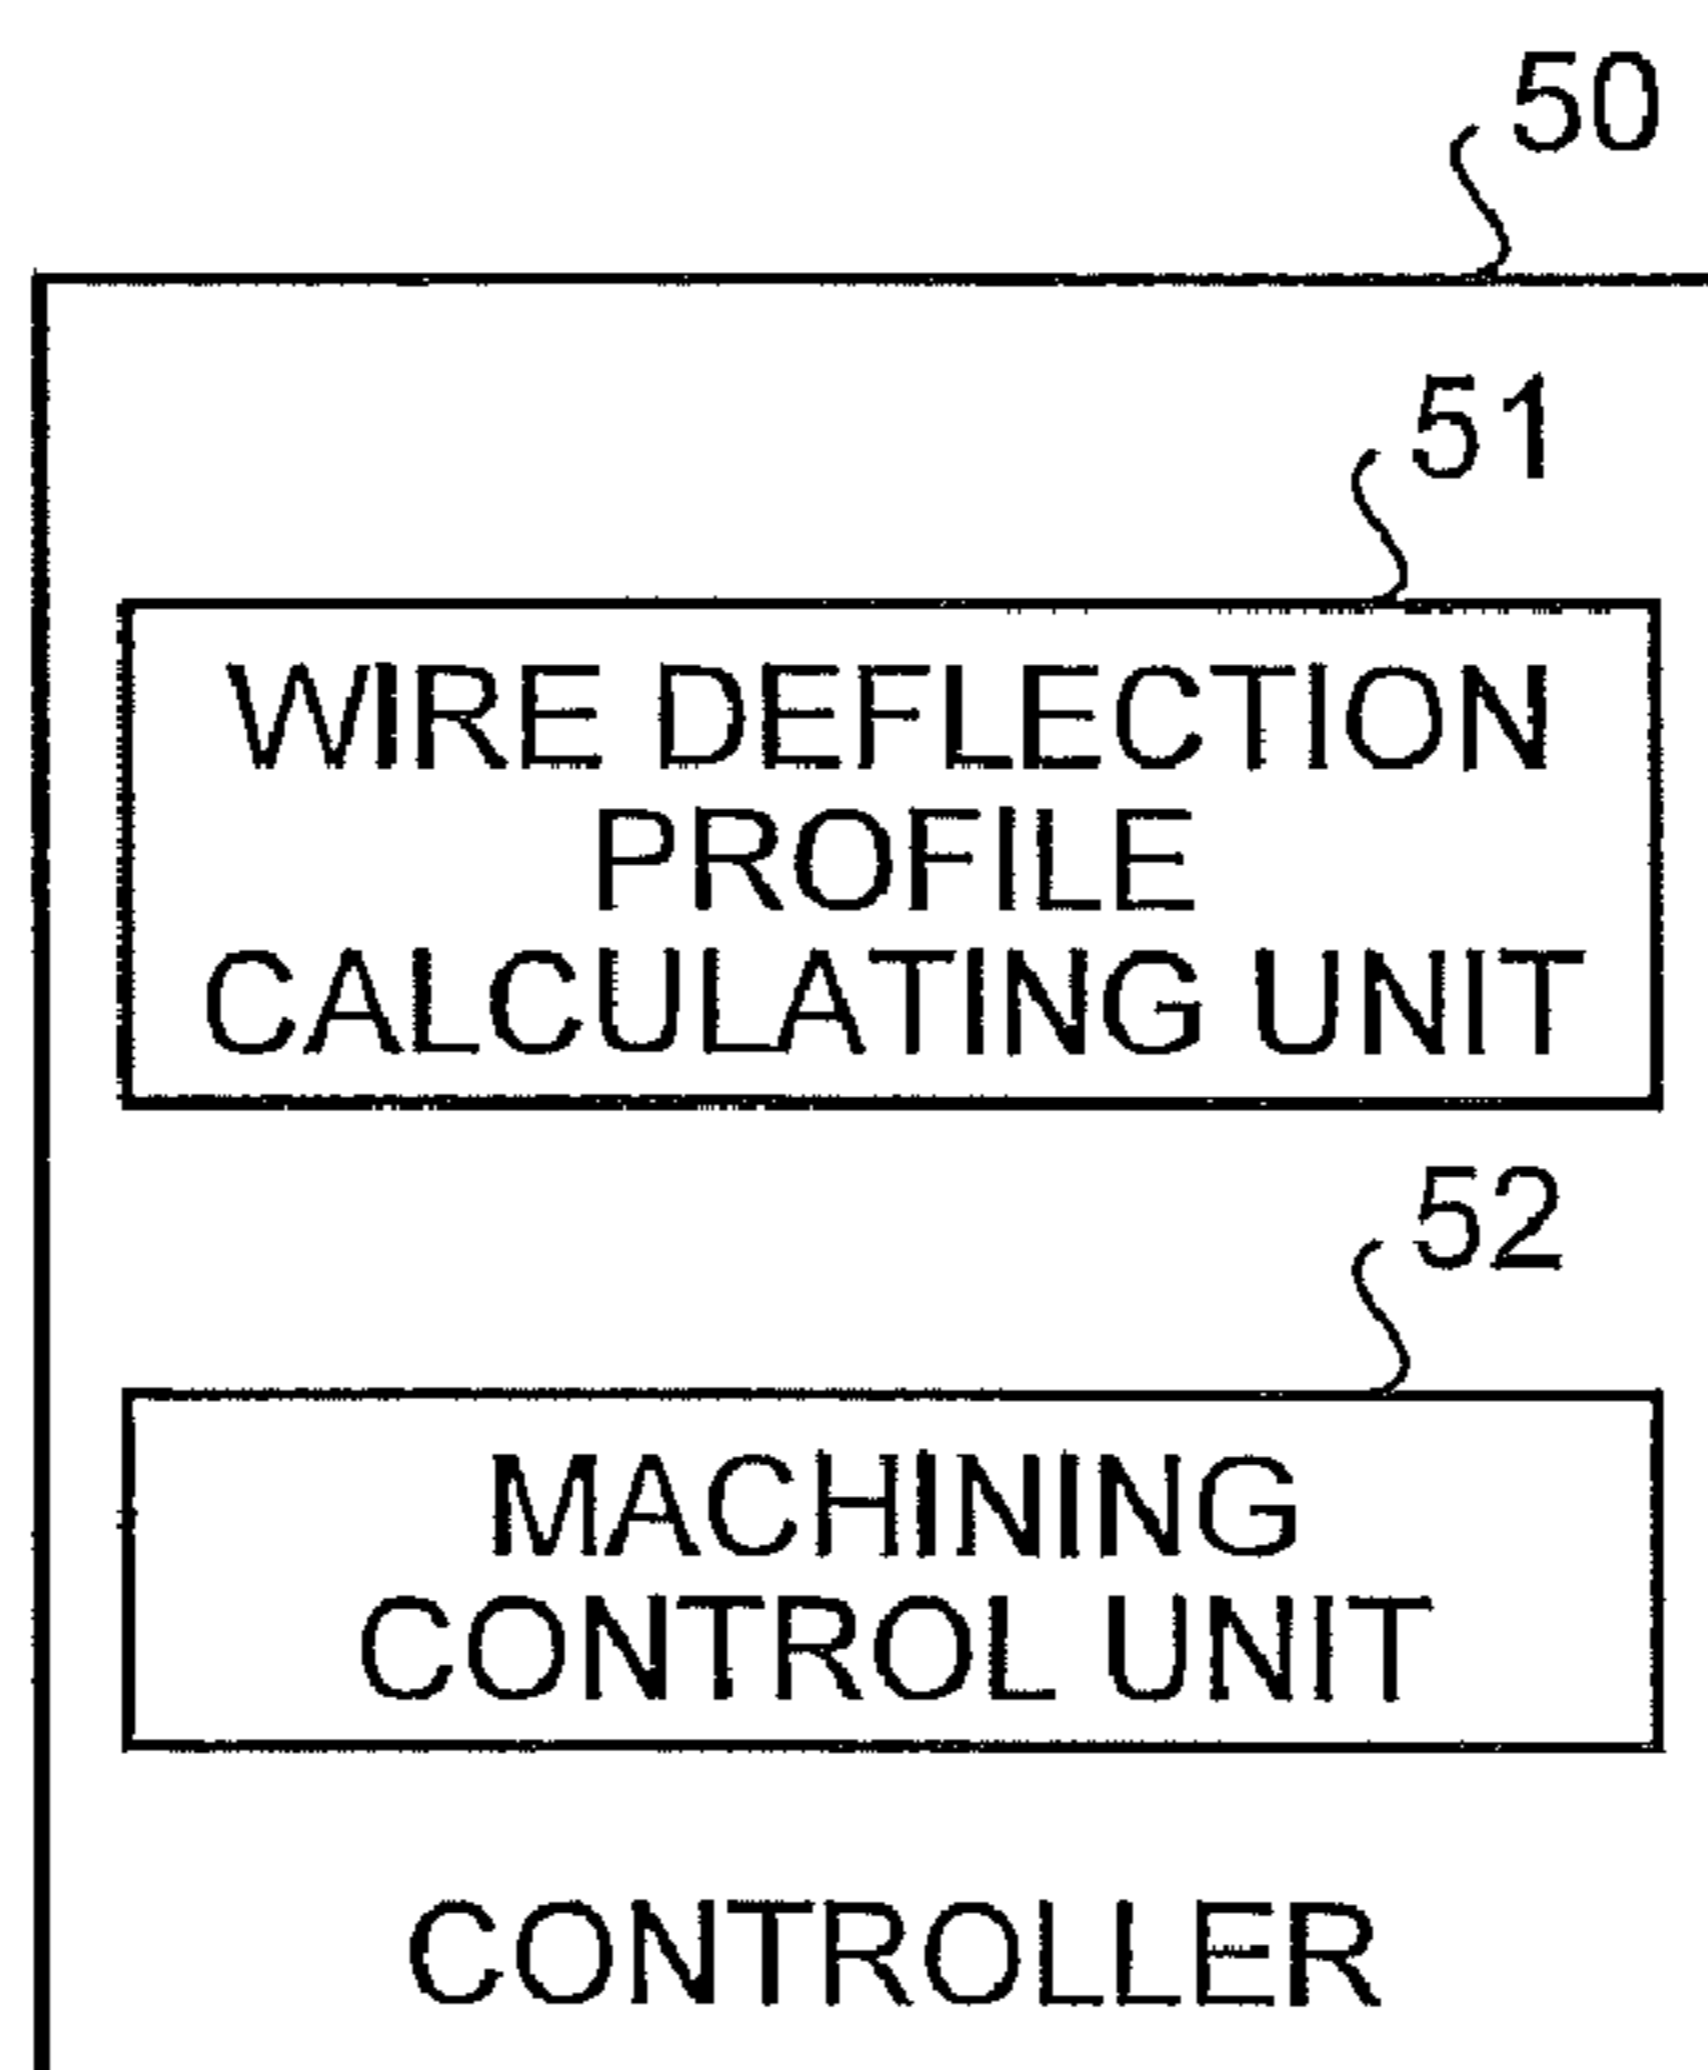 50
51
WIRE DEFLECTION
PROFILE
CALCULATING UNIT
52
MACHINING
CONTROL UNIT
CONTROLLER